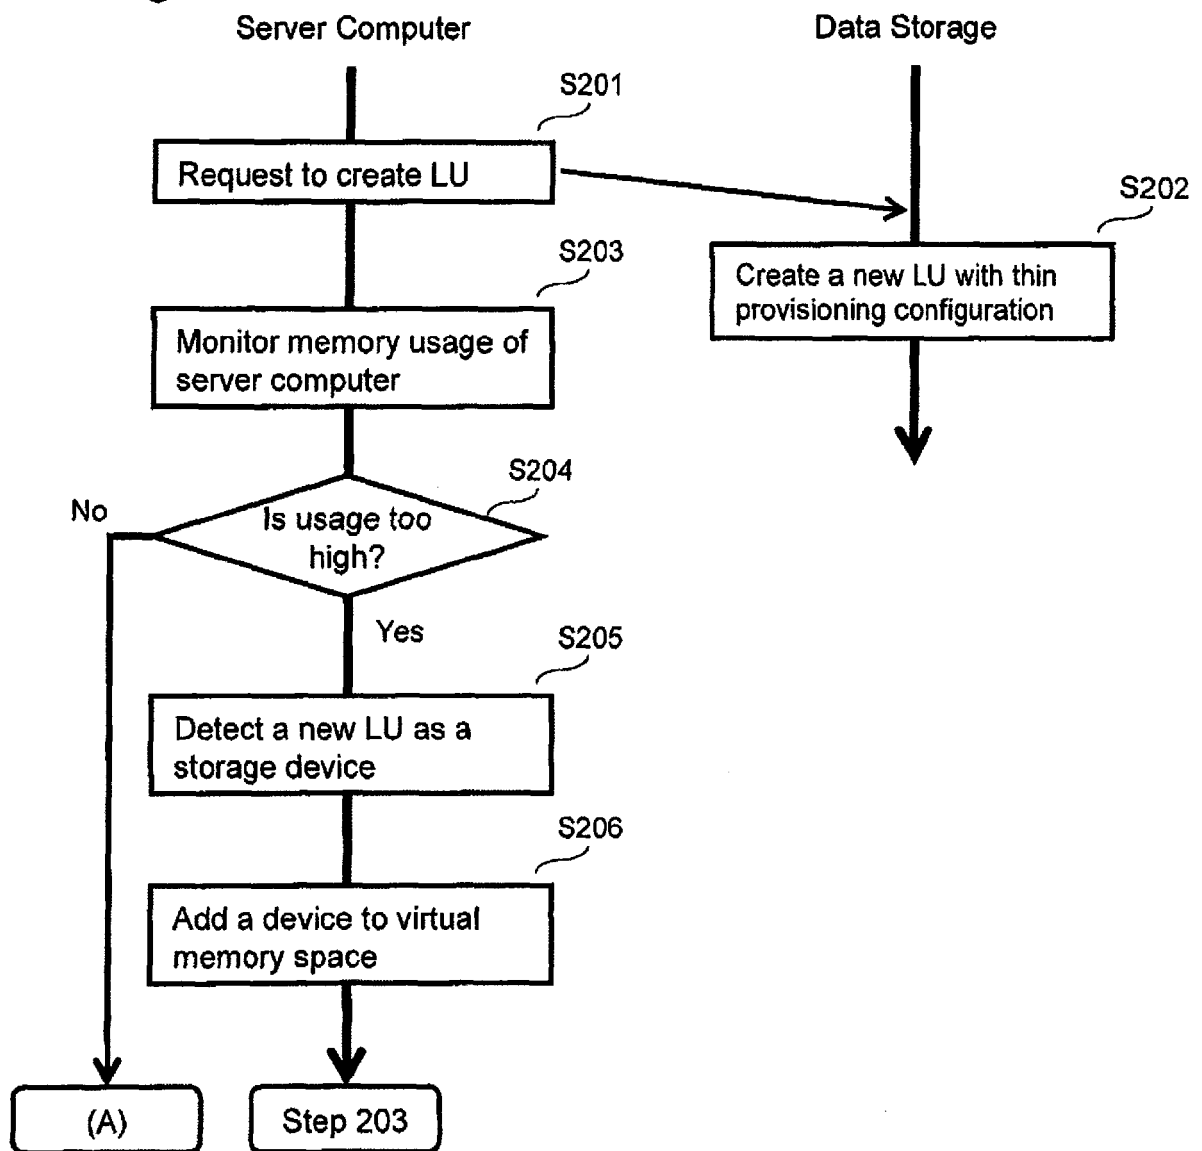 Server Computer
Data Storage
S201
Request to create LU
S202
Create a new LU with thin
provisioning configuration
S203
Monitor memory usage of
server computer
S204
No
Is usage too
high?
Yes
S205
Detect a new LU as a
storage device
S206
Add a device to virtual
memory space
(A)
Step 203